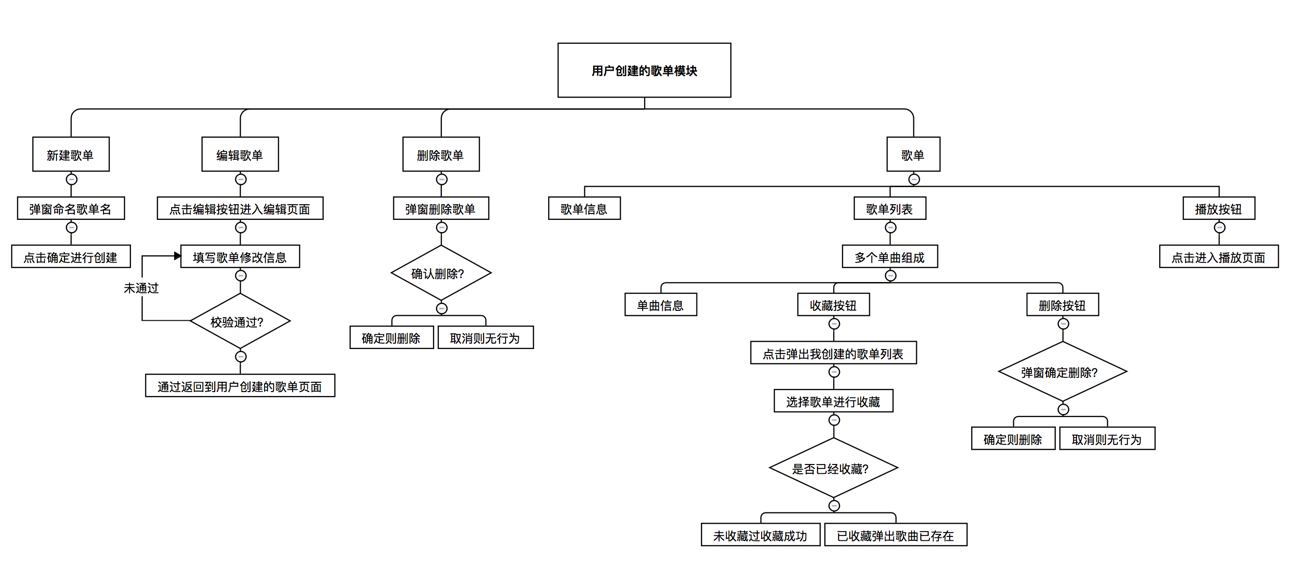 用户创建的歌单模块
新建歌单
编辑歌单
删除歌单
歌单
弹窗命名歌单名
点击编辑按钮进入编辑页面
弹窗删除歌单
歌单信息
歌单列表
播放按钮
点击确定进行创建
填写歌单修改信息
确认删除?
多个单曲组成
点击进入播放页面
未通过
单曲信息
收藏按钮
删除按钮
校验通过?
确定则删除
取消则无行为
点击弹出我创建的歌单列表
弹窗确定删除?
通过返回到用户创建的歌单页面
选择歌单进行收藏
确定则删除
取消则无行为
是否已经收藏?
未收藏过收藏成功
已收藏弹出歌曲已存在